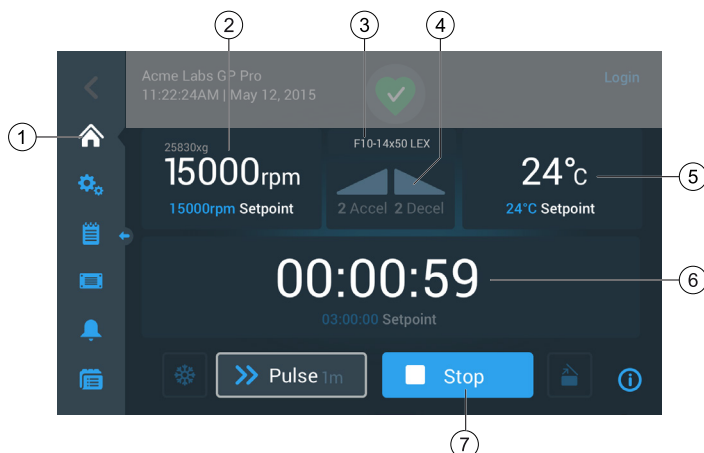 2
3
4
Acme Labs GP Pro
Login
11:22:24AM | May 12, 2015
1
F10-14x50 LEX
25830xg
15000rpm
24°C
5
15000rpm Setpoint
2 Accel 2 Decel
24°C Setpoint
00:00:59
6
03:00:00 Setpoint
Pulse 1m
Stop
7